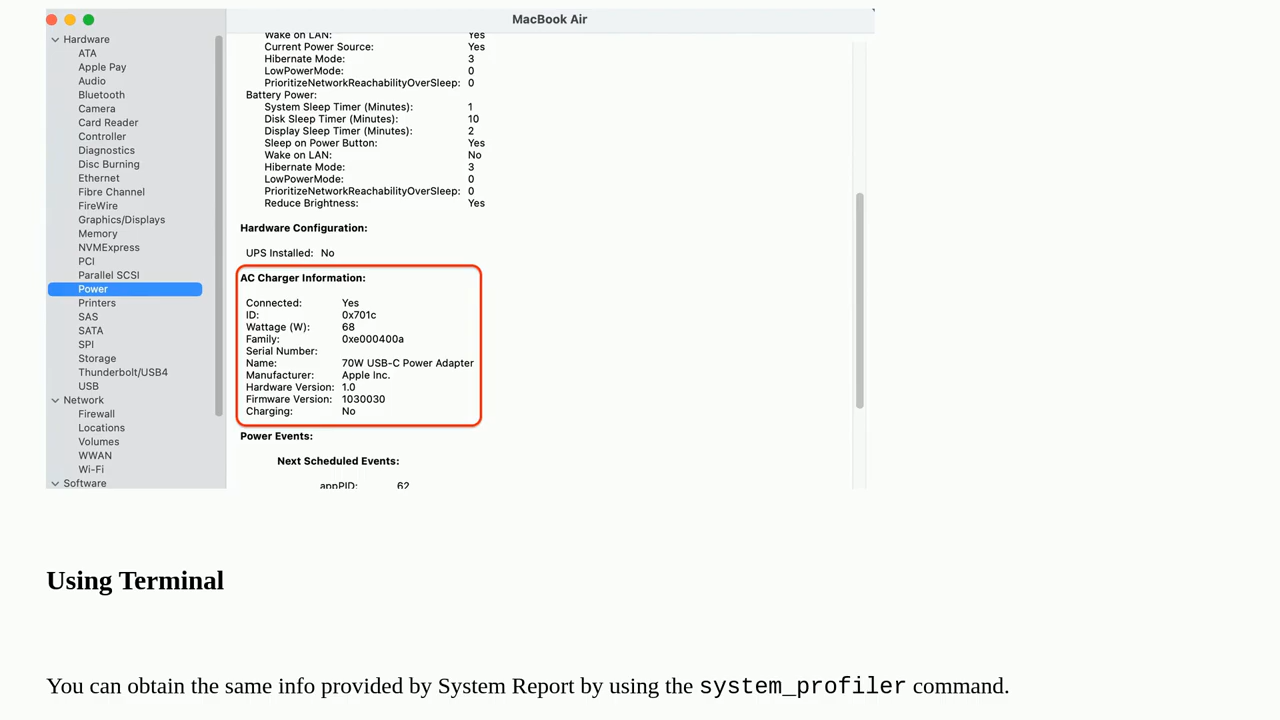 MacBook Air
Hardware
ATA
Apple Pay
Audio
Bluetooth
Camera
Card Reader
Controller
Diagnostics
Disc Burning
Ethernet
Fibre Channel
FireWire
Graphics/Displays
Memory
NVMExpress
PCI
Parallel SCSI
Power
Printers
SAS
SATA
SPI
Storage
Thunderbolt/USB4
USB
Network
Firewall
Locations
Volumes
WWAN
Wi-Fi
Software
Wake on LAN: Yes
Current Power Source: Yes
Hibernate Mode: 3
LowPowerMode: 0
PrioritizeNetworkReachabilityOverSleep: 0
Battery Power:
System Sleep Timer (Minutes): 1
Disk Sleep Timer (Minutes): 10
Display Sleep Timer (Minutes): 2
Sleep on Power Button: Yes
Wake on LAN: No
Hibernate Mode: 3
LowPowerMode: 0
PrioritizeNetworkReachabilityOverSleep: 0
Reduce Brightness: Yes
Hardware Configuration:
UPS Installed: No
AC Charger Information:
Connected: Yes
ID: 0x701c
Wattage (W): 68
Family: 0xe000400a
Serial Number:
Name: 70W USB-C Power Adapter
Manufacturer: Apple Inc.
Hardware Version: 1.0
Firmware Version: 1030030
Charging: No
Power Events:
Next Scheduled Events:
appPID: 62
Using Terminal
You can obtain the same info provided by System Report by using the system_profiler command.